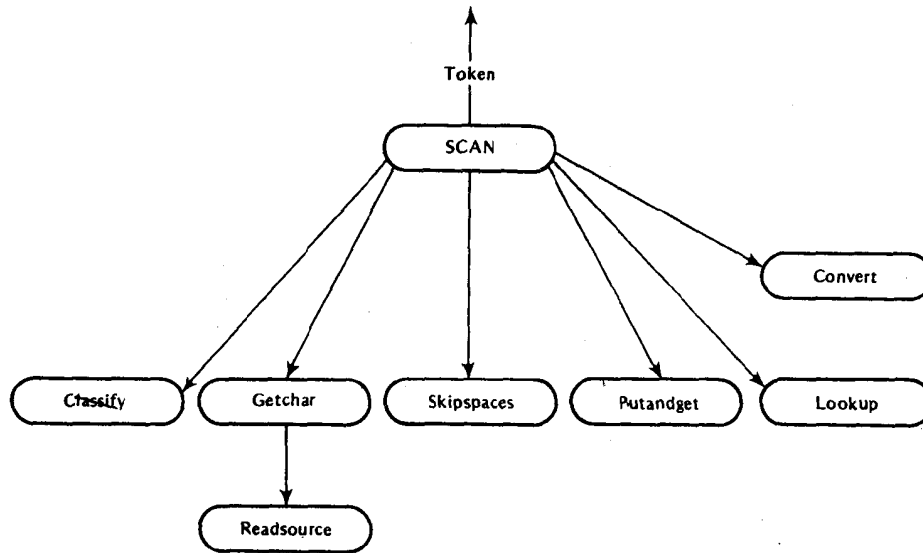 Token
SCAN
Convert
Classify
Getchar
Skipspaces
Putandget
Lookup
Readsource